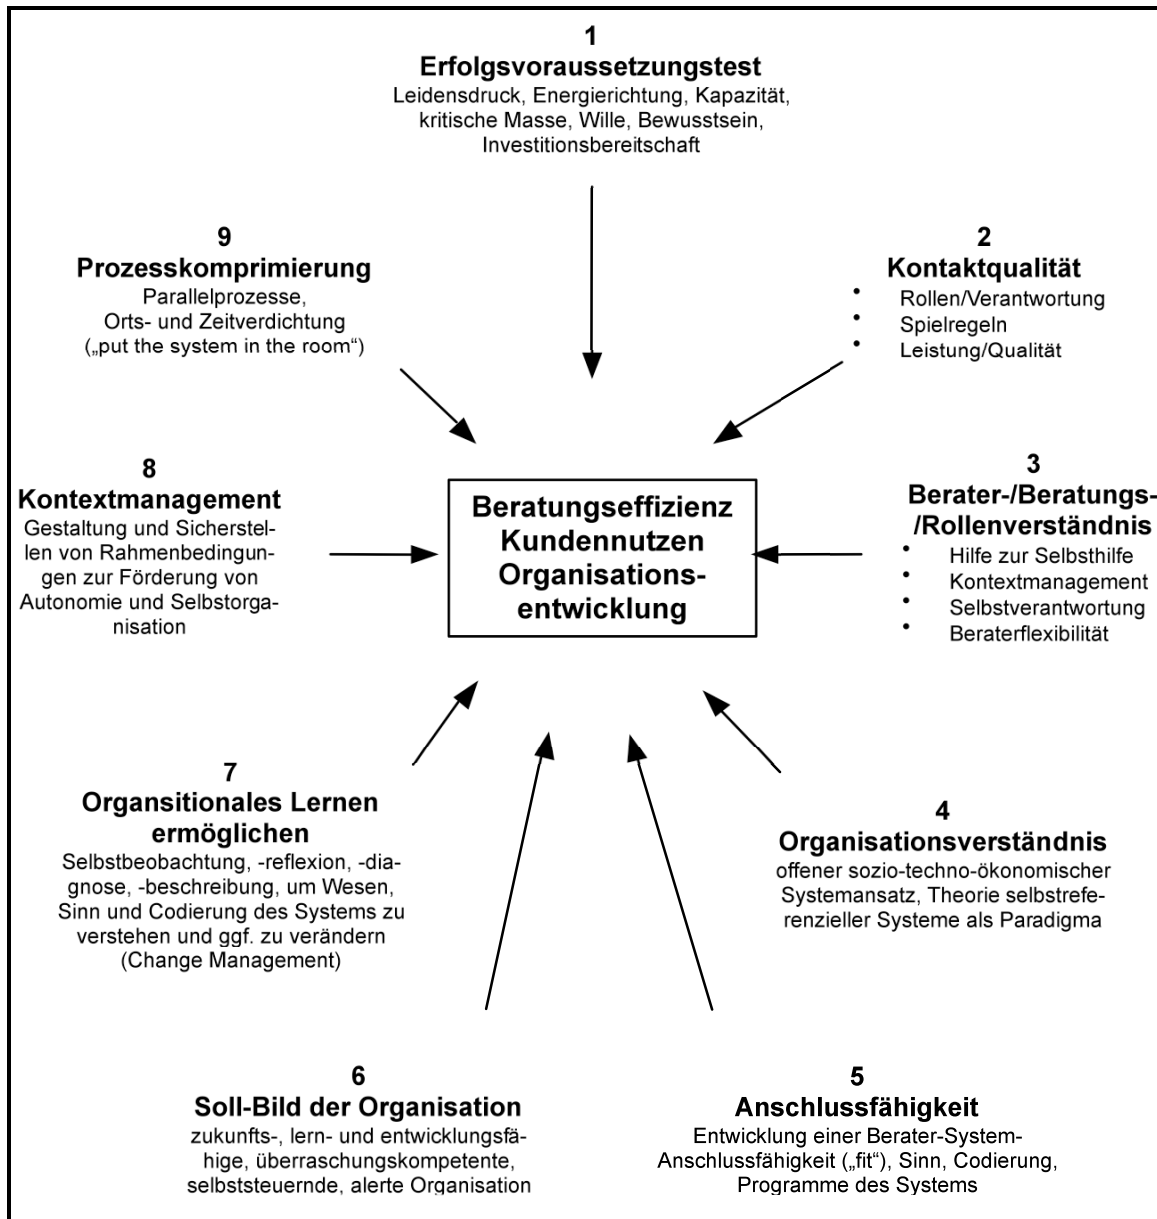 1
Erfolgsvoraussetzungstest
Leidensdruck, Energierichtung, Kapazität,
kritische Masse, Wille, Bewusstsein,
Investitionsbereitschaft
2
Kontaktqualität
• Rollen/Verantwortung
• Spielregeln
• Leistung/Qualität
3
Berater-/Beratungs-
/Rollenverständnis
• Hilfe zur Selbsthilfe
• Kontextmanagement
• Selbstverantwortung
• Beraterflexibilität
4
Organisationsverständnis
offener sozio-techno-ökonomischer
Systemansatz, Theorie selbstrefe-
renzieller Systeme als Paradigma
5
Anschlussfähigkeit
Entwicklung einer Berater-System-
Anschlussfähigkeit („fit“), Sinn, Codierung,
Programme des Systems
6
Soll-Bild der Organisation
zukunfts-, lern- und entwicklungsfä-
hige, überraschungskompetente,
selbststeuernde, alerte Organisation
7
Organsitionales Lernen
ermöglichen
Selbstbeobachtung, -reflexion, -dia-
gnose, -beschreibung, um Wesen,
Sinn und Codierung des Systems zu
verstehen und ggf. zu verändern
(Change Management)
8
Kontextmanagement
Gestaltung und Sicherstel-
len von Rahmenbedingun-
gen zur Förderung von
Autonomie und Selbstorga-
nisation
9
Prozesskomprimierung
Parallelprozesse,
Orts- und Zeitverdichtung
(„put the system in the room“)
Beratungseffizienz
Kundennutzen
Organisations-
entwicklung